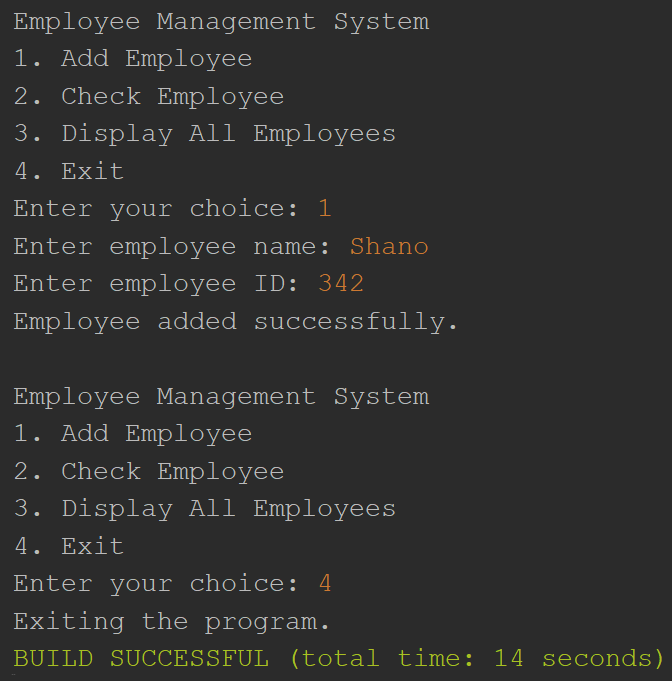 Employee Management System
1. Add Employee
2. Check Employee
3. Display All Employees
4. Exit
Enter your choice: 1
Enter employee name: Shano
Enter employee ID: 342
Employee added successfully.

Employee Management System
1. Add Employee
2. Check Employee
3. Display All Employees
4. Exit
Enter your choice: 4
Exiting the program.
BUILD SUCCESSFUL (total time: 14 seconds)